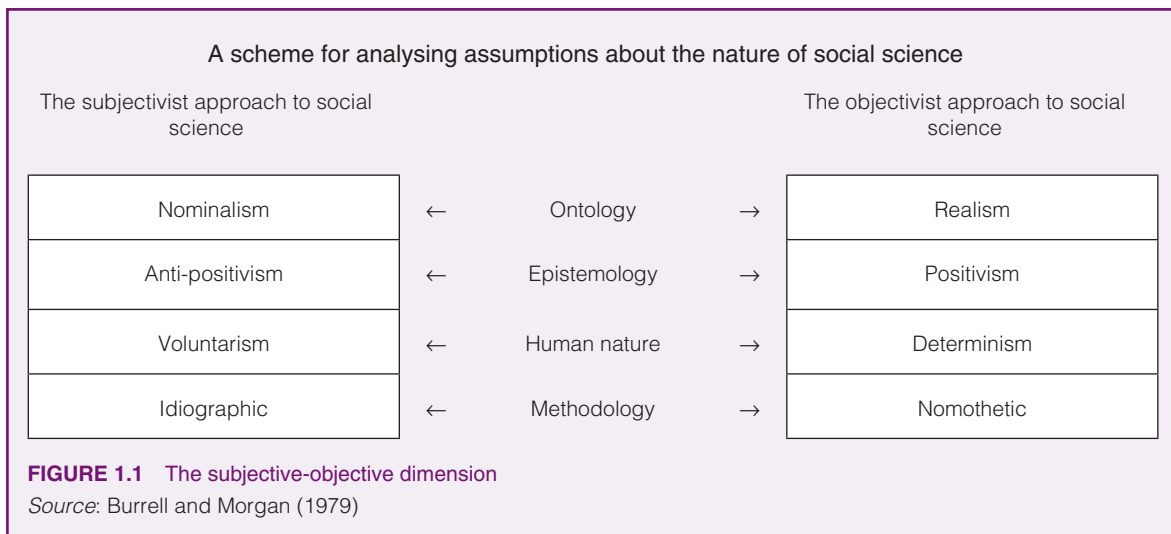 A scheme for analysing assumptions about the nature of social science
The subjectivist approach to social
science
The objectivist approach to social
science
Nominalism ← Ontology → Realism
Anti-positivism ← Epistemology → Positivism
Voluntarism ← Human nature → Determinism
Idiographic ← Methodology → Nomothetic
FIGURE 1.1 The subjective-objective dimension
Source: Burrell and Morgan (1979)